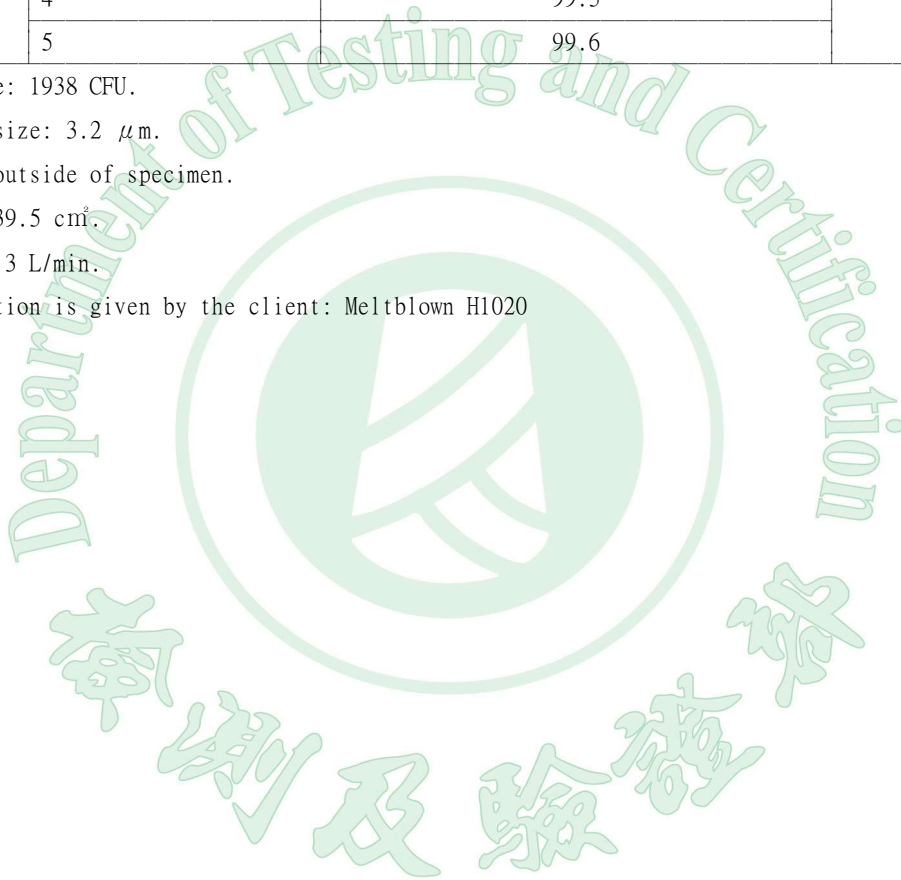 4 99.5
5 99.6
e: 1938 CFU.
size: 3.2 μm.
outside of specimen.
39.5 c㎡.
3 L/min.
tion is given by the client: Meltblown H1020
Department of Testing and Certification
檢測及驗證